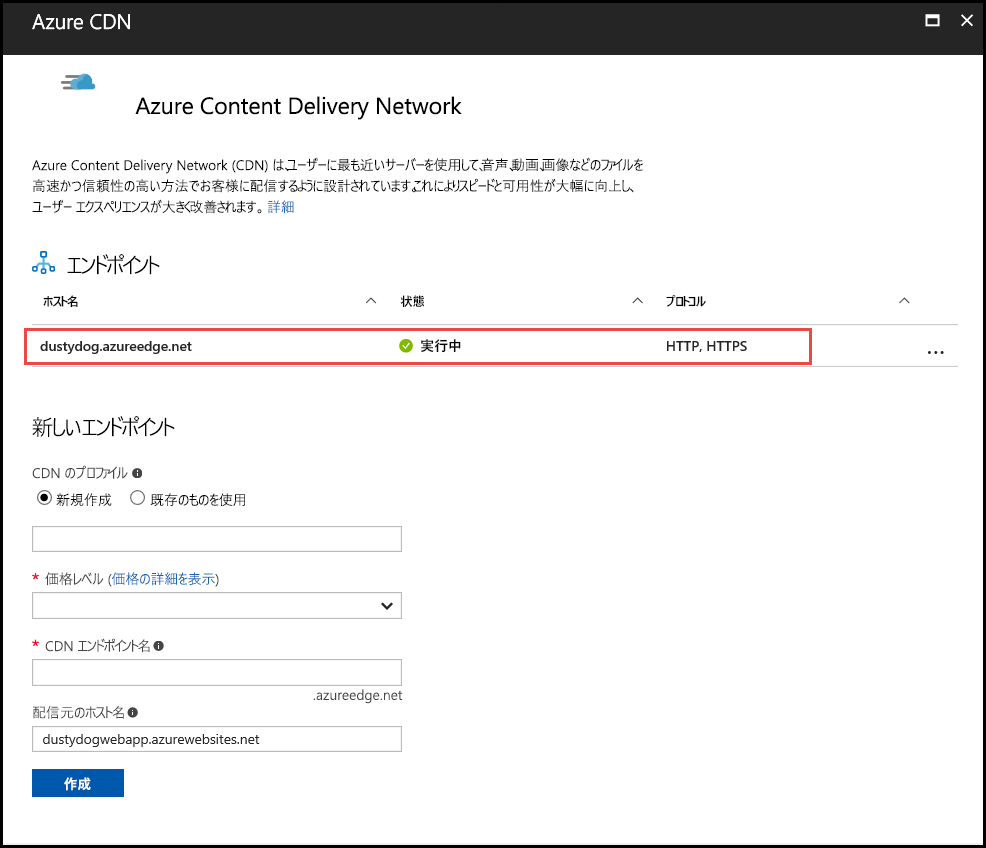 Azure CDN
Azure Content Delivery Network
Azure Content Delivery Network (CDN) は、ユーザーに最も近いサーバーを使用して、音声、動画、画像などのファイルを
高速かつ信頼性の高い方法でお客様に配信するように設計されています。これによりスピードと可用性が大幅に向上し、
ユーザー エクスペリエンスが大きく改善されます。 詳細
エンドポイント
ホスト名 状態 プロトコル
dustydog.azureedge.net 実行中 HTTP, HTTPS ...
新しいエンドポイント
CDN のプロファイル
新規作成 既存のものを使用
* 価格レベル (価格の詳細を表示)
* CDN エンドポイント名
.azureedge.net
配信元のホスト名
dustydogwebapp.azurewebsites.net
作成